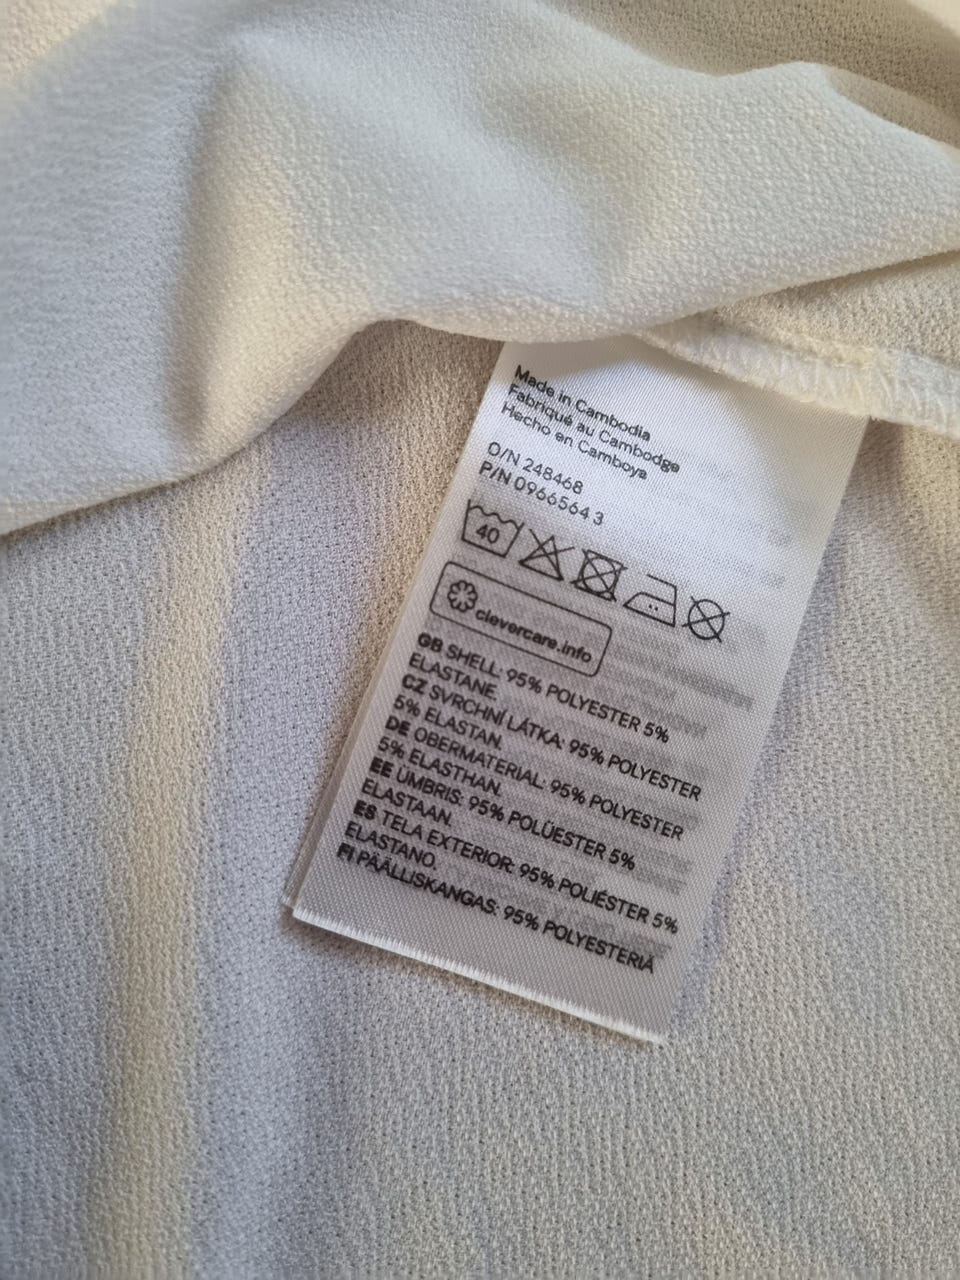 Made in Cambodia
Fabriqué au Cambodge
Hecho en Camboya
O/N 248468
P/N 0966564 3
40
clevercare.info
GB SHELL: 95% POLYESTER 5%
ELASTANE.
CZ SVRCHNÍ LÁTKA: 95% POLYESTER
5% ELASTAN.
DE OBERMATERIAL: 95% POLYESTER
5% ELASTHAN.
EE ÜMBRIS: 95% POLÜESTER 5%
ELASTAAN.
ES TELA EXTERIOR: 95% POLIÉSTER 5%
ELASTANO.
FI PÄÄLLISKANGAS: 95% POLYESTERIÄ